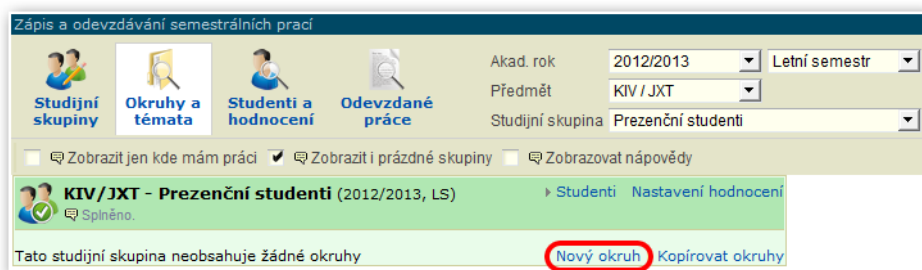 Zápis a odevzdávání semestrálních prací
Akad. rok 2012/2013 Letní semestr
Předmět KIV / JXT
Studijní skupina Prezenční studenti
Studijní skupiny
Okruhy a témata
Studenti a hodnocení
Odevzdané práce
Zobrazit jen kde mám práci Zobrazit i prázdné skupiny Zobrazovat nápovědy
KIV/JXT - Prezenční studenti (2012/2013, LS) Studenti Nastavení hodnocení
Splněno.
Tato studijní skupina neobsahuje žádné okruhy Nový okruh Kopírovat okruhy